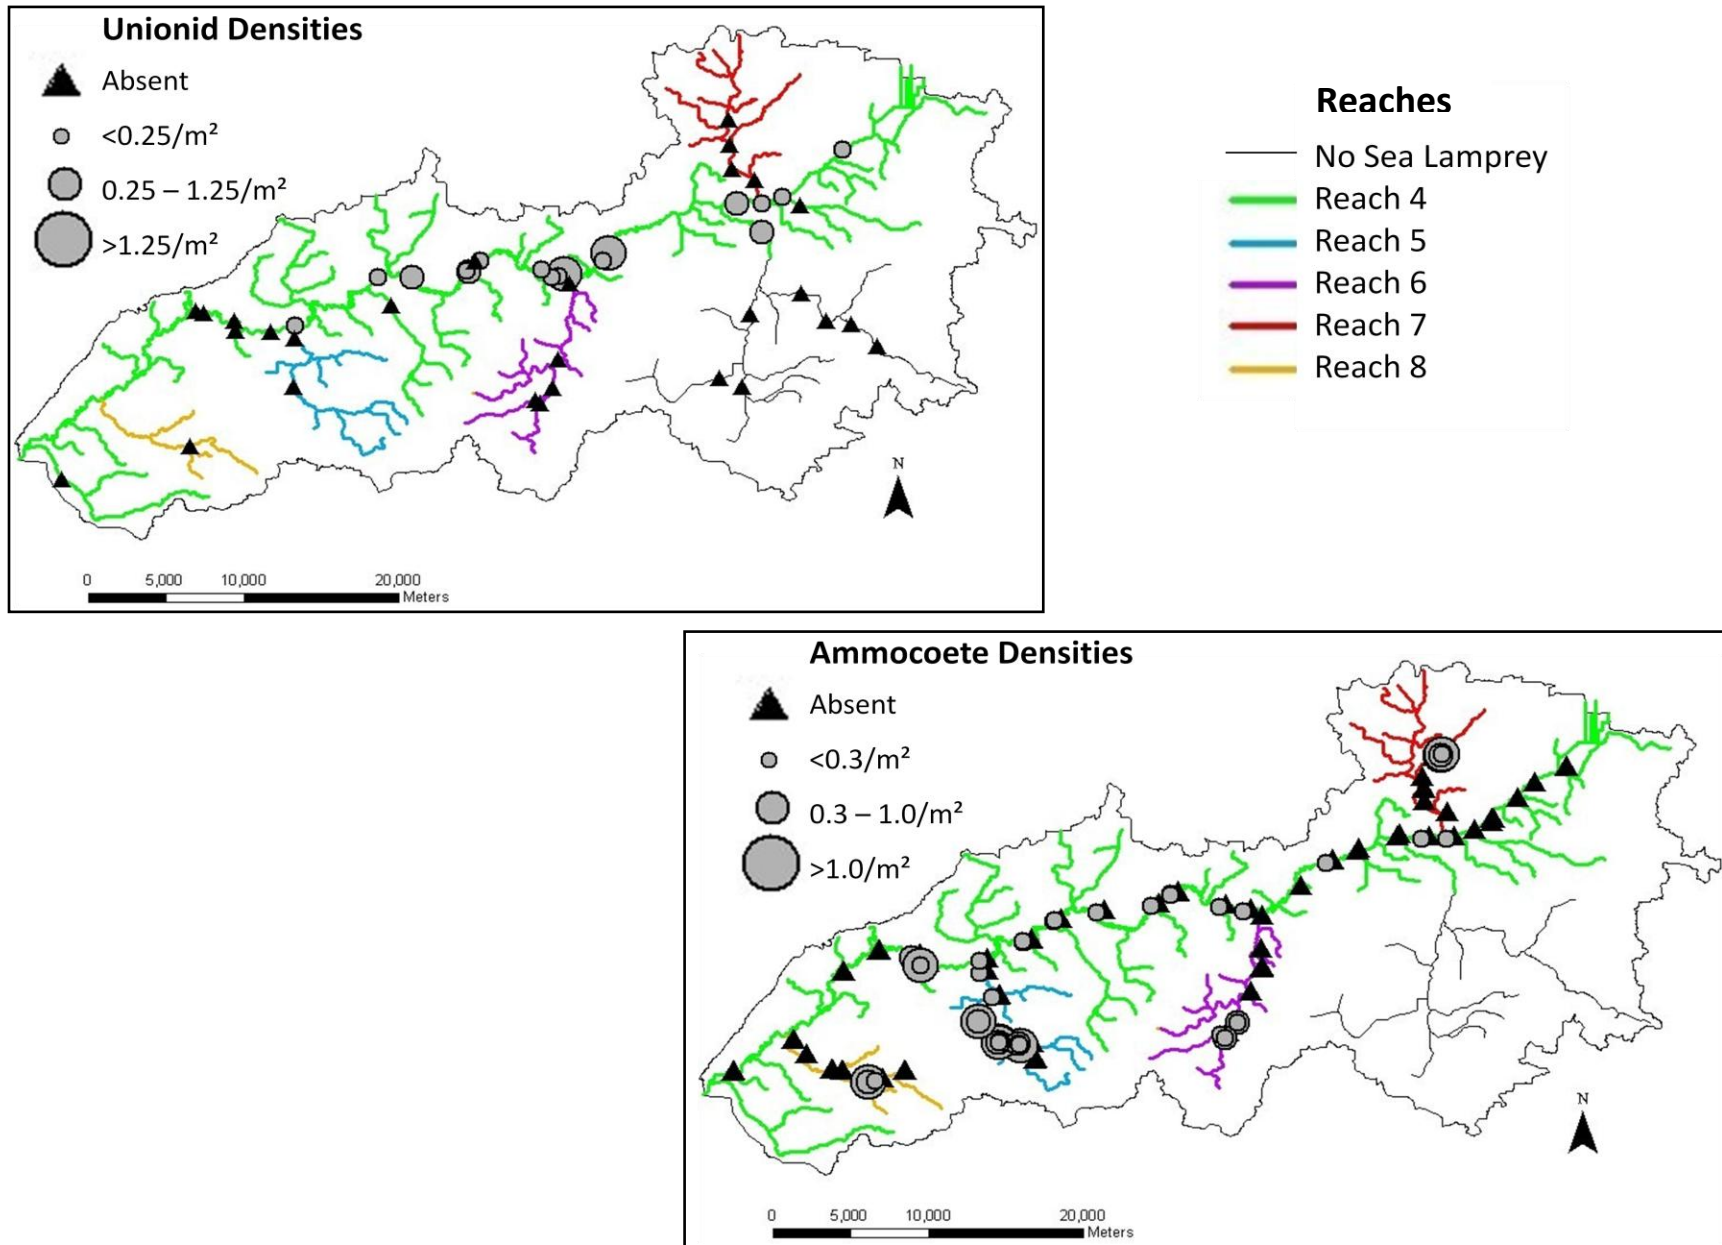 Unionid Densities
Absent
<0.25/m²
0.25 – 1.25/m²
>1.25/m²
N
0 5,000 10,000 20,000
Meters
Reaches
No Sea Lamprey
Reach 4
Reach 5
Reach 6
Reach 7
Reach 8
Ammocoete Densities
Absent
<0.3/m²
0.3 – 1.0/m²
>1.0/m²
N
0 5,000 10,000 20,000
Meters